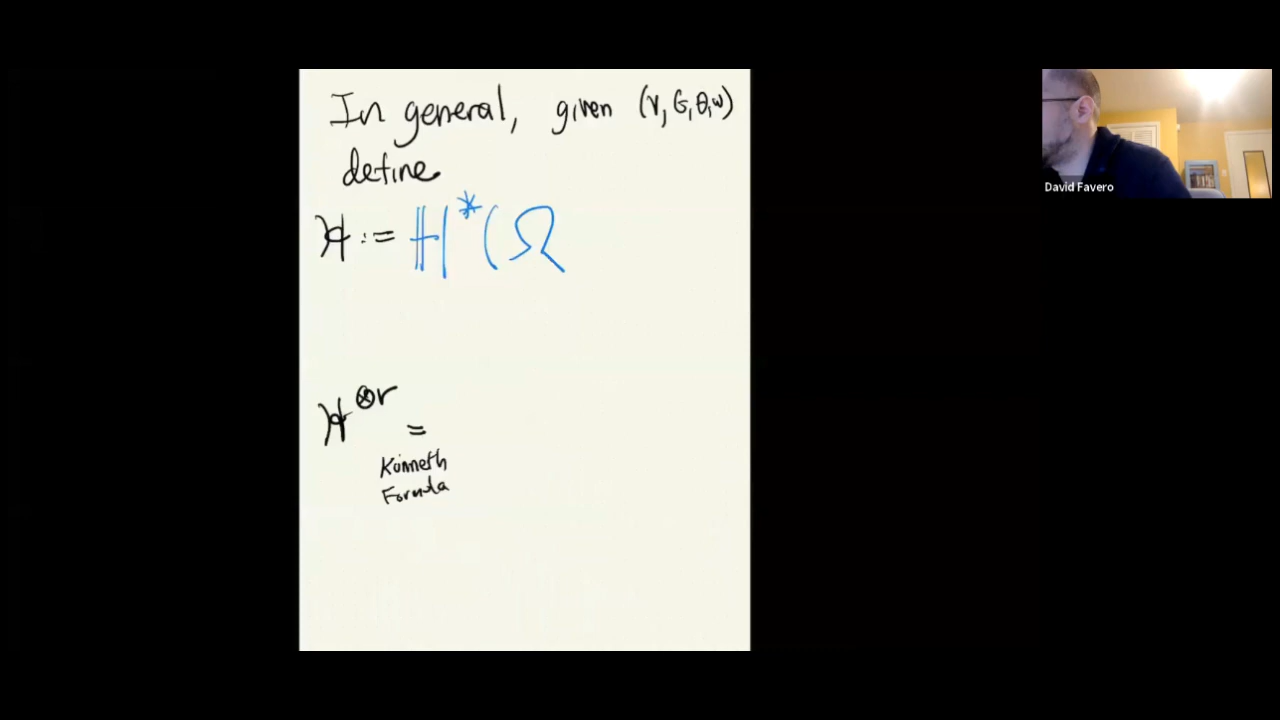 In general, given (V, G, θ, w)
define
ℋ := ℍ*(Ω
ℋ^⊗r =
Künneth
Formula
David Favero